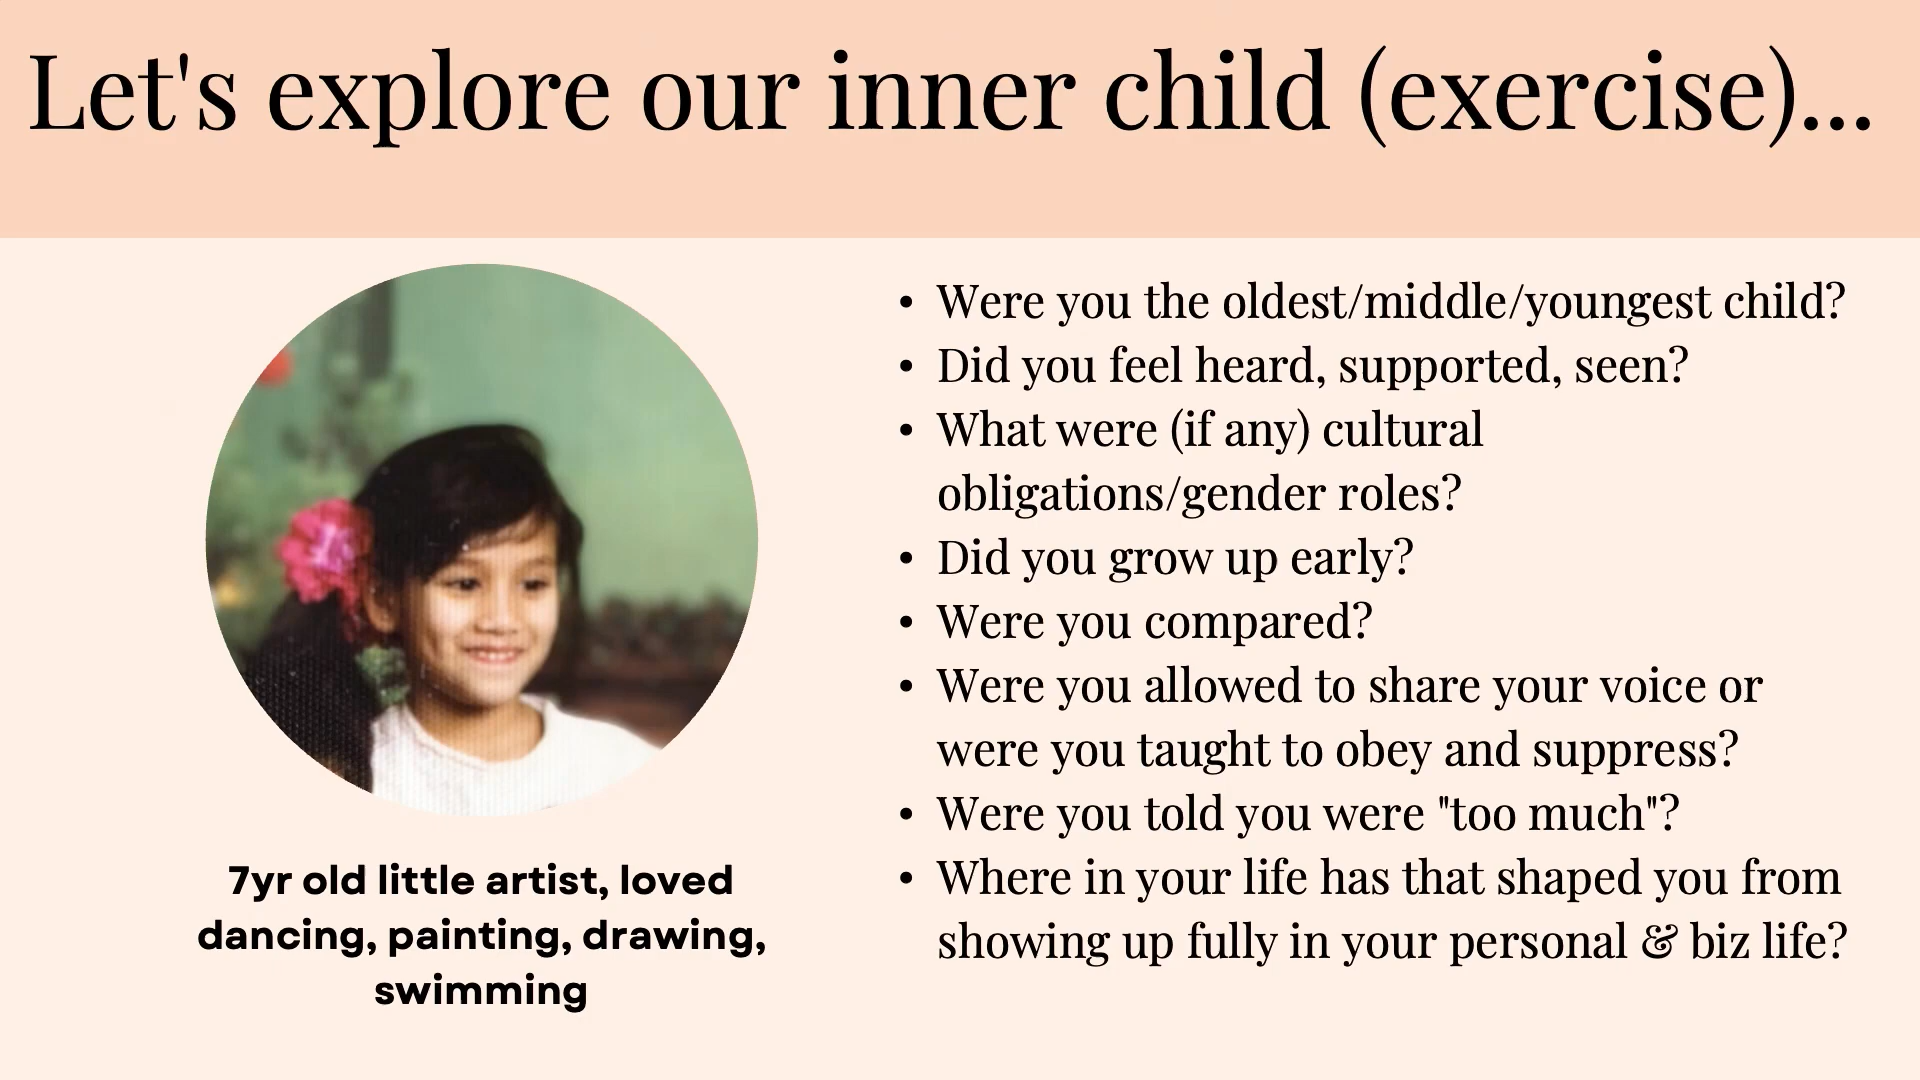 Let's explore our inner child (exercise)...
7yr old little artist, loved
dancing, painting, drawing,
swimming
• Were you the oldest/middle/youngest child?
• Did you feel heard, supported, seen?
• What were (if any) cultural
obligations/gender roles?
• Did you grow up early?
• Were you compared?
• Were you allowed to share your voice or
were you taught to obey and suppress?
• Were you told you were "too much"?
• Where in your life has that shaped you from
showing up fully in your personal & biz life?